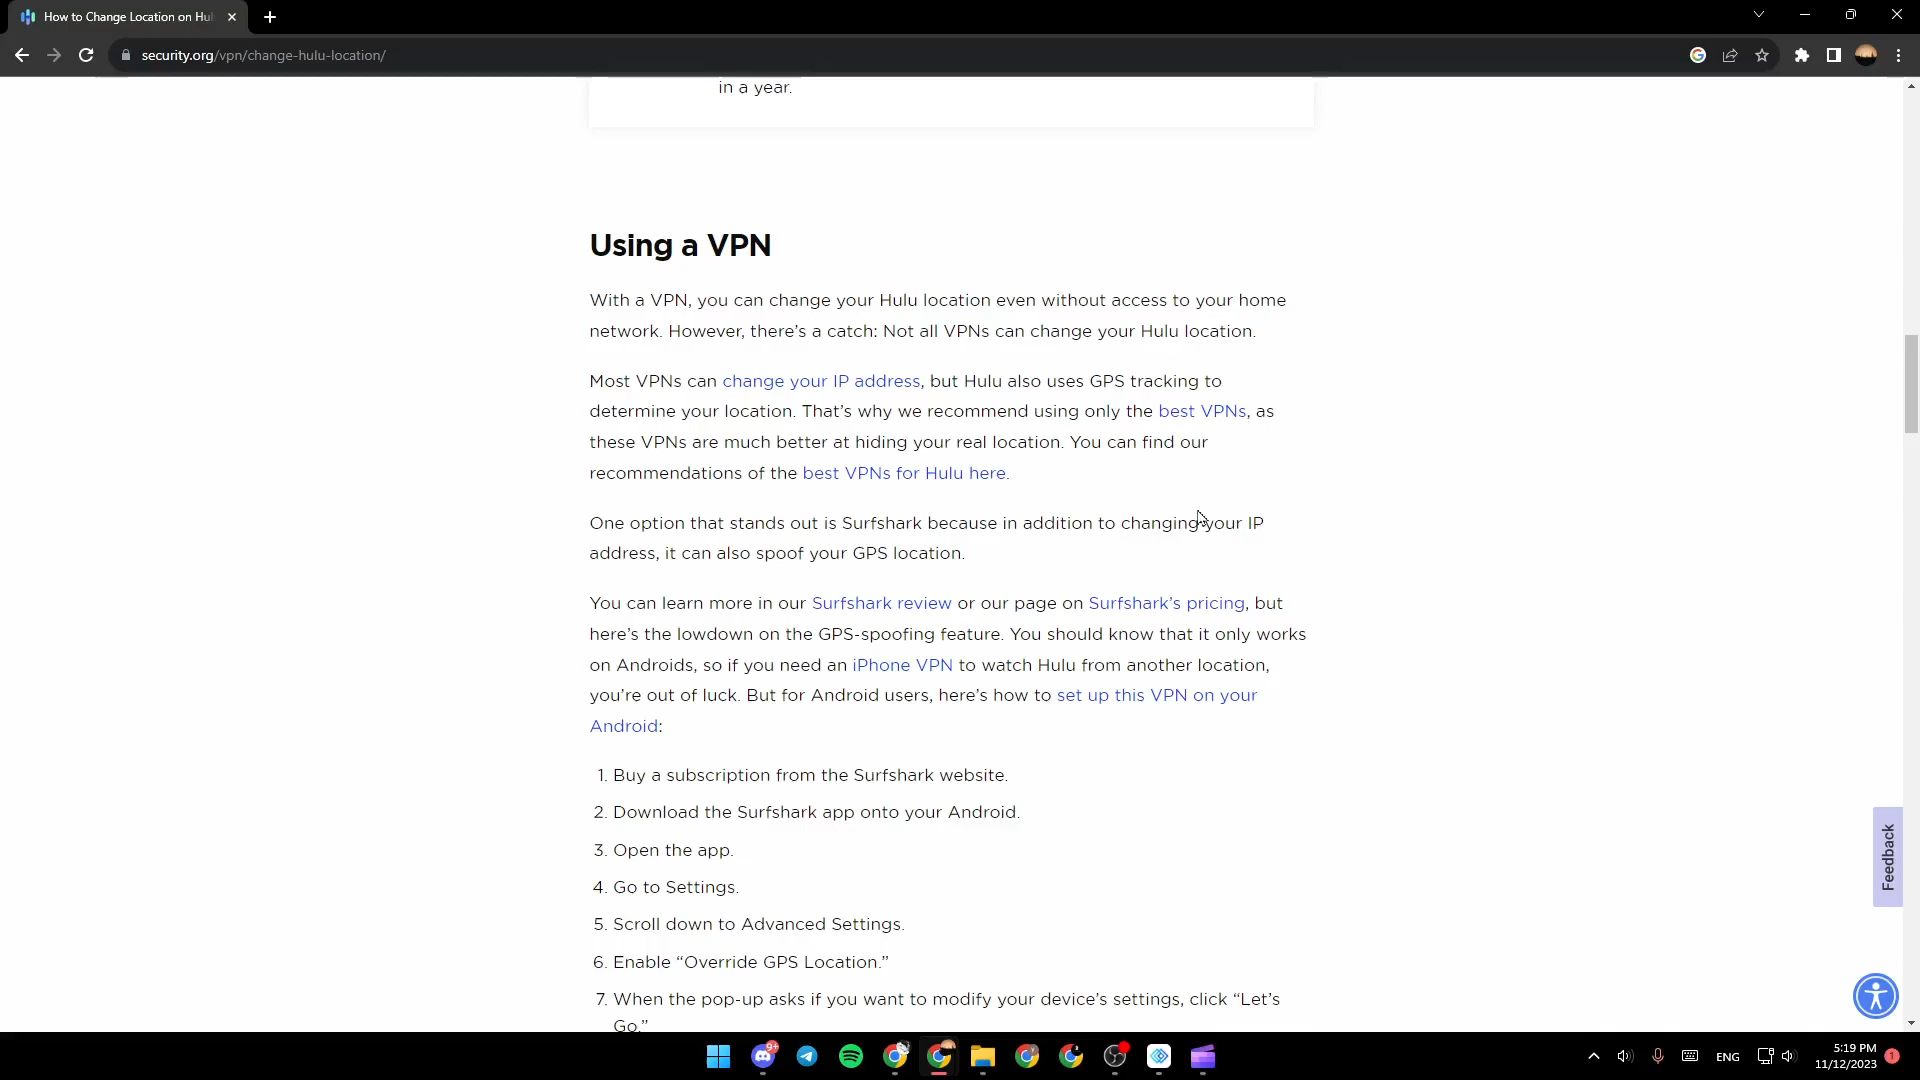 How to Change Location on Hul
security.org/vpn/change-hulu-location/
in a year.
Using a VPN
With a VPN, you can change your Hulu location even without access to your home
network. However, there’s a catch: Not all VPNs can change your Hulu location.
Most VPNs can change your IP address, but Hulu also uses GPS tracking to
determine your location. That’s why we recommend using only the best VPNs, as
these VPNs are much better at hiding your real location. You can find our
recommendations of the best VPNs for Hulu here.
One option that stands out is Surfshark because in addition to changing your IP
address, it can also spoof your GPS location.
You can learn more in our Surfshark review or our page on Surfshark’s pricing, but
here’s the lowdown on the GPS-spoofing feature. You should know that it only works
on Androids, so if you need an iPhone VPN to watch Hulu from another location,
you’re out of luck. But for Android users, here’s how to set up this VPN on your
Android:
1. Buy a subscription from the Surfshark website.
2. Download the Surfshark app onto your Android.
3. Open the app.
4. Go to Settings.
5. Scroll down to Advanced Settings.
6. Enable “Override GPS Location.”
7. When the pop-up asks if you want to modify your device’s settings, click “Let’s
Go.”
Feedback
9+
ENG
5:19 PM
11/12/2023
1